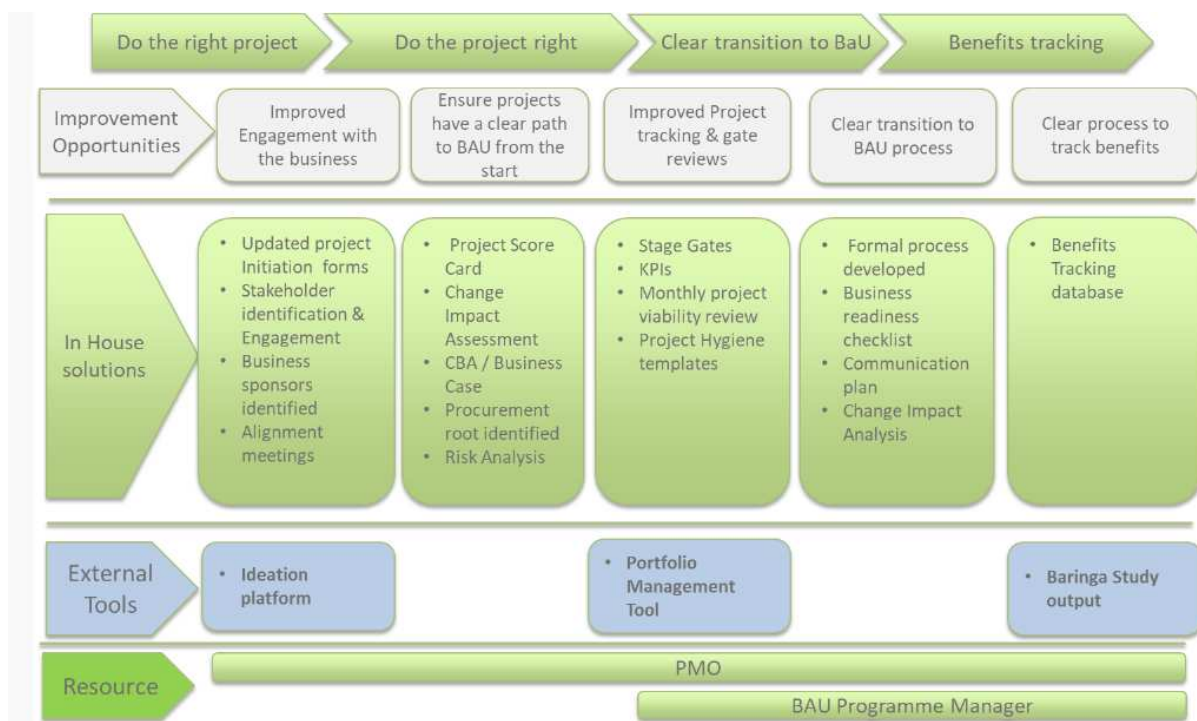 Do the right project
Do the project right
Clear transition to BaU
Benefits tracking
Improvement
Opportunities
Improved
Engagement with
the business
Ensure projects
have a clear path
to BAU from the
start
Improved Project
tracking & gate
reviews
Clear transition to
BAU process
Clear process to
track benefits
In House
solutions
• Updated project
Initiation forms
• Stakeholder
identification &
Engagement
• Business
sponsors
identified
• Alignment
meetings
• Project Score
Card
• Change
Impact
Assessment
• CBA / Business
Case
• Procurement
root identified
• Risk Analysis
• Stage Gates
• KPIs
• Monthly project
viability review
• Project Hygiene
templates
• Formal process
developed
• Business
readiness
checklist
• Communication
plan
• Change Impact
Analysis
• Benefits
Tracking
database
External
Tools
• Ideation
platform
• Portfolio
Management
Tool
• Baringa Study
output
Resource
PMO
BAU Programme Manager